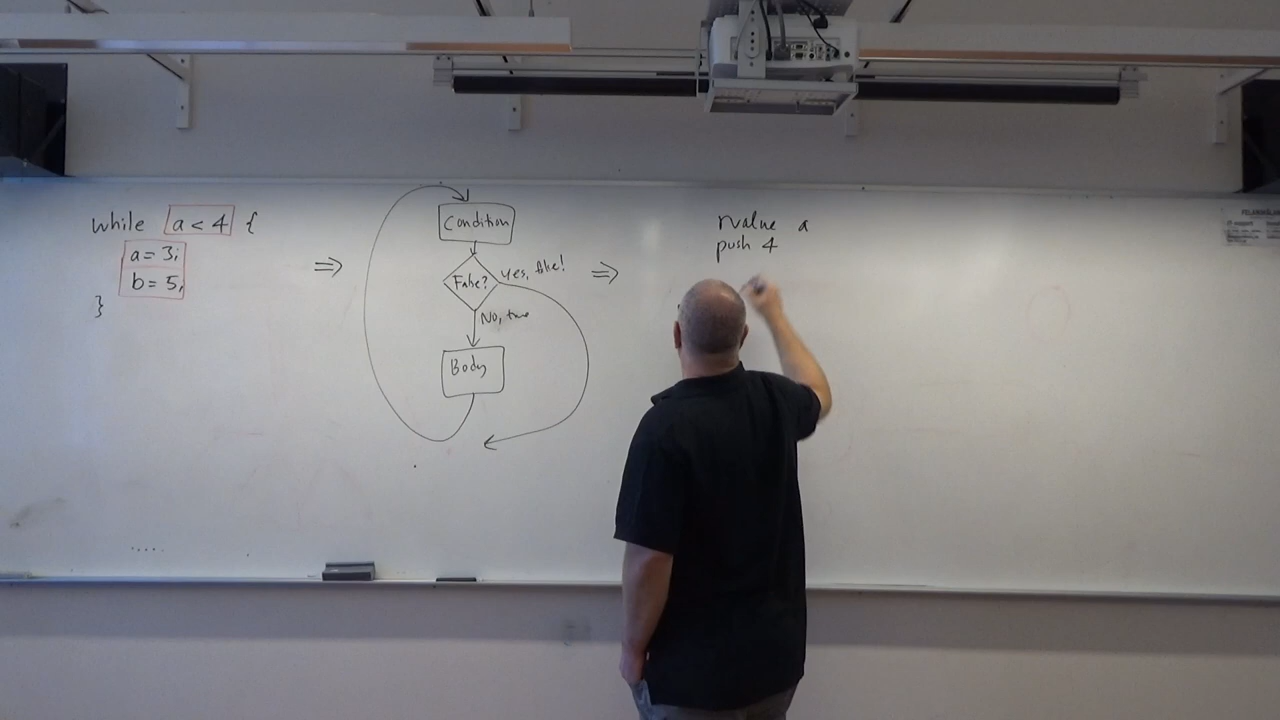 while a < 4 {
a = 3;
b = 5;
}
⇒
Condition
False?
yes, false!
No, true
Body
⇒
rvalue a
push 4